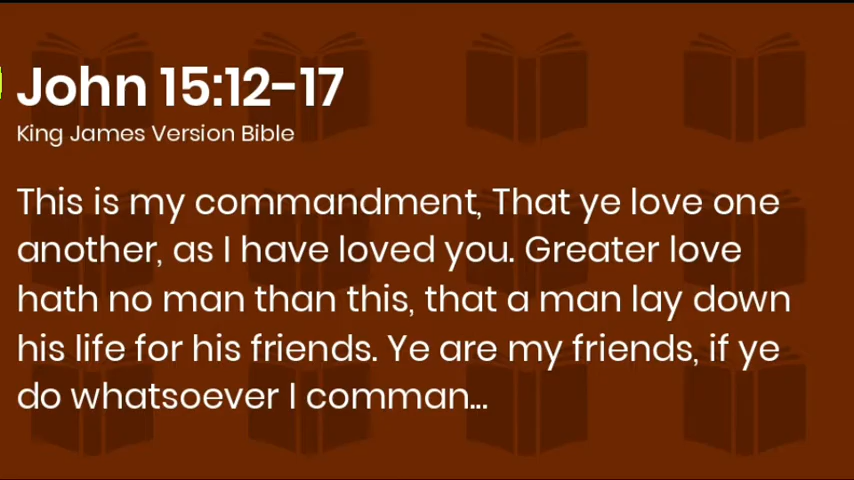 John 15:12-17
King James Version Bible
This is my commandment, That ye love one
another, as I have loved you. Greater love
hath no man than this, that a man lay down
his life for his friends. Ye are my friends, if ye
do whatsoever I comman...